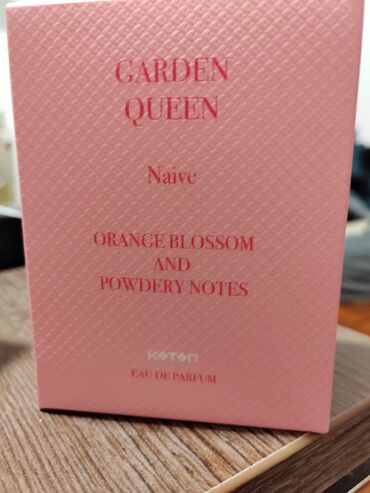 GARDEN
QUEEN
Naive
ORANGE BLOSSOM
AND
POWDERY NOTES
KOTON
EAU DE PARFUM